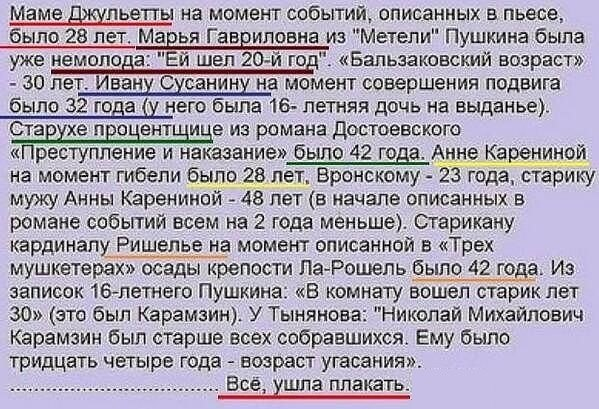 Маме Джульетты на момент событий, описанных в пьесе,
было 28 лет. Марья Гавриловна из "Метели" Пушкина была
уже немолода: "Ей шел 20-й год". «Бальзаковский возраст»
- 30 лет. Ивану Сусанину на момент совершения подвига
было 32 года (у него была 16- летняя дочь на выданье).
Старухе процентщице из романа Достоевского
«Преступление и наказание» было 42 года. Анне Карениной
на момент гибели было 28 лет, Вронскому - 23 года, старику
мужу Анны Карениной - 48 лет (в начале описанных в
романе событий всем на 2 года меньше). Старикану
кардиналу Ришелье на момент описанной в «Трех
мушкетерах» осады крепости Ла-Рошель было 42 года. Из
записок 16-летнего Пушкина: «В комнату вошел старик лет
30» (это был Карамзин). У Тынянова: "Николай Михайлович
Карамзин был старше всех собравшихся. Ему было
тридцать четыре года - возраст угасания».
.................................... Всё, ушла плакать.